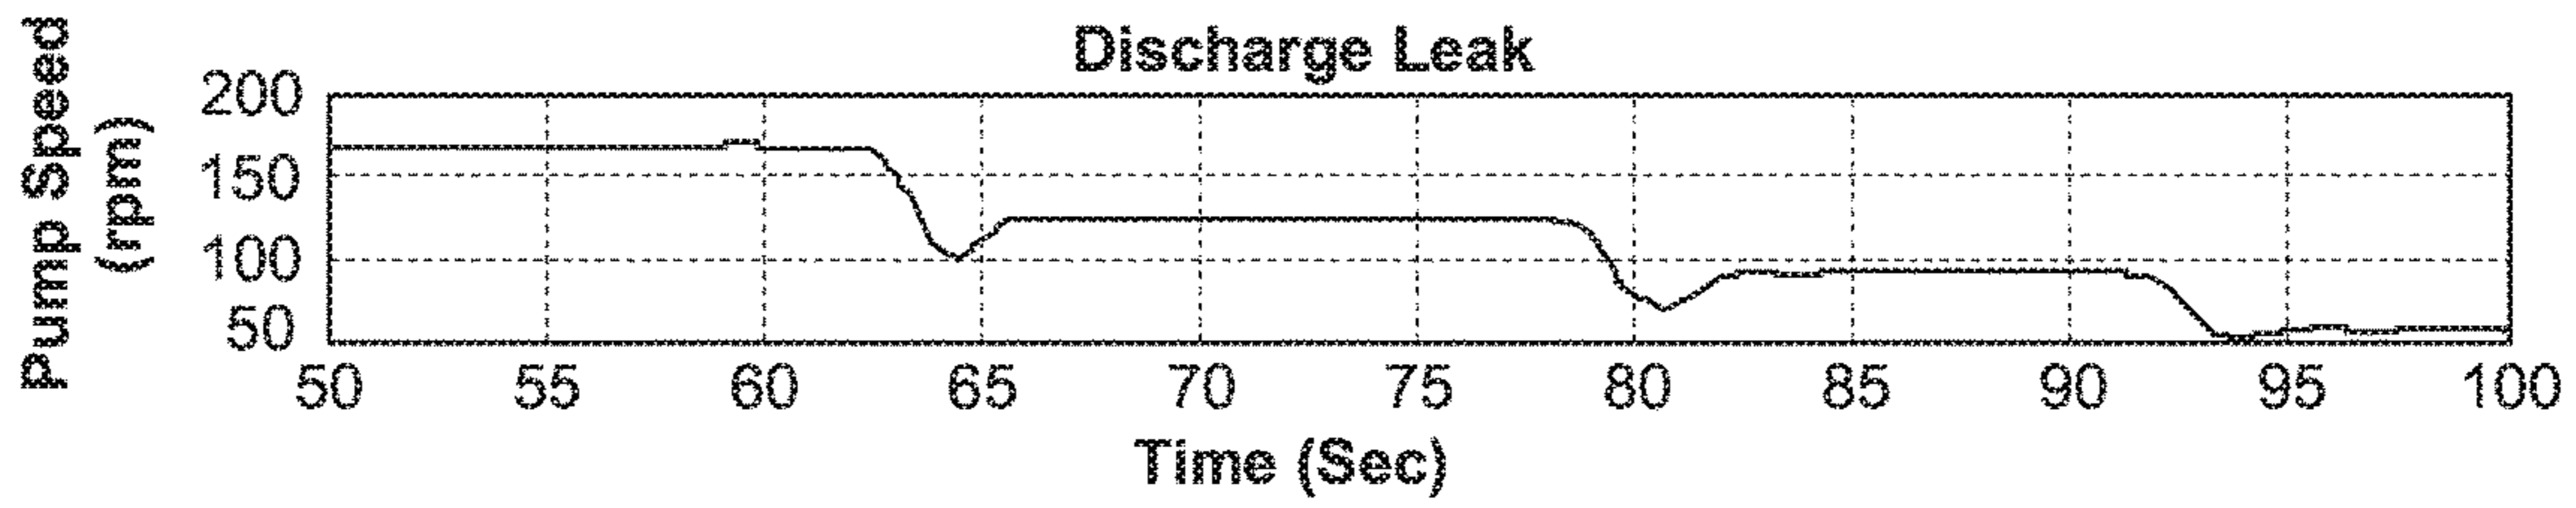 Discharge Leak
Pump Speed
(rpm)
200
150
100
50
50 55 60 65 70 75 80 85 90 95 100
Time (Sec)